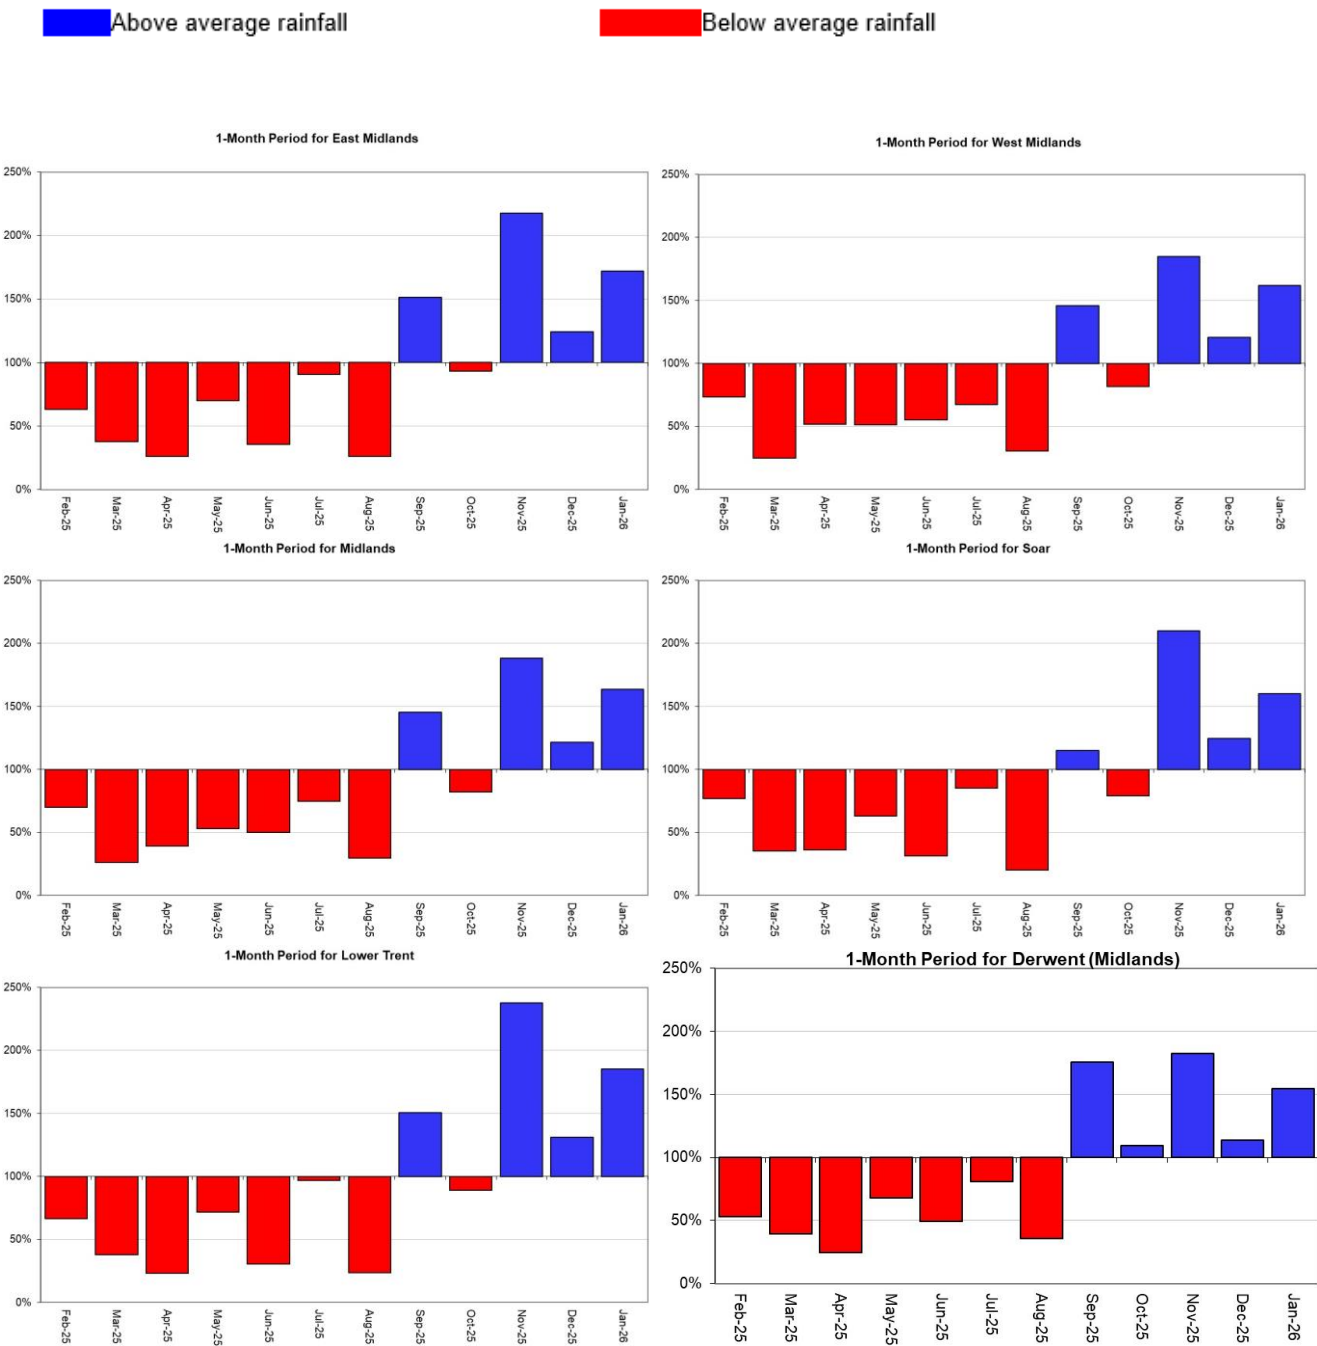 Above average rainfall
Below average rainfall
1-Month Period for East Midlands
250%
200%
150%
100%
50%
0%
Feb-25
Mar-25
Apr-25
May-25
Jun-25
Jul-25
Aug-25
Sep-25
Oct-25
Nov-25
Dec-25
Jan-26
1-Month Period for West Midlands
250%
200%
150%
100%
50%
0%
Feb-25
Mar-25
Apr-25
May-25
Jun-25
Jul-25
Aug-25
Sep-25
Oct-25
Nov-25
Dec-25
Jan-26
1-Month Period for Midlands
250%
200%
150%
100%
50%
0%
Feb-25
Mar-25
Apr-25
May-25
Jun-25
Jul-25
Aug-25
Sep-25
Oct-25
Nov-25
Dec-25
Jan-26
1-Month Period for Soar
250%
200%
150%
100%
50%
0%
Feb-25
Mar-25
Apr-25
May-25
Jun-25
Jul-25
Aug-25
Sep-25
Oct-25
Nov-25
Dec-25
Jan-26
1-Month Period for Lower Trent
250%
200%
150%
100%
50%
0%
Feb-25
Mar-25
Apr-25
May-25
Jun-25
Jul-25
Aug-25
Sep-25
Oct-25
Nov-25
Dec-25
Jan-26
1-Month Period for Derwent (Midlands)
250%
200%
150%
100%
50%
0%
Feb-25
Mar-25
Apr-25
May-25
Jun-25
Jul-25
Aug-25
Sep-25
Oct-25
Nov-25
Dec-25
Jan-26